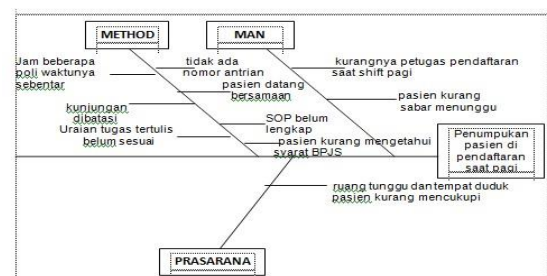 METHOD
MAN
Jam beberapa
poli waktunya
sebentar
tidak ada
nomor antrian
kurangnya petugas pendaftaran
saat shift pagi
pasien datang
bersamaan
pasien kurang
sabar menunggu
kunjungan
dibatasi
SOP belum
lengkap
Uraian tugas tertulis
belum sesuai
pasien kurang mengetahui
syarat BPJS
Penumpukan
pasien di
pendaftaran
saat pagi
ruang tunggu dan tempat duduk
pasien kurang mencukupi
PRASARANA